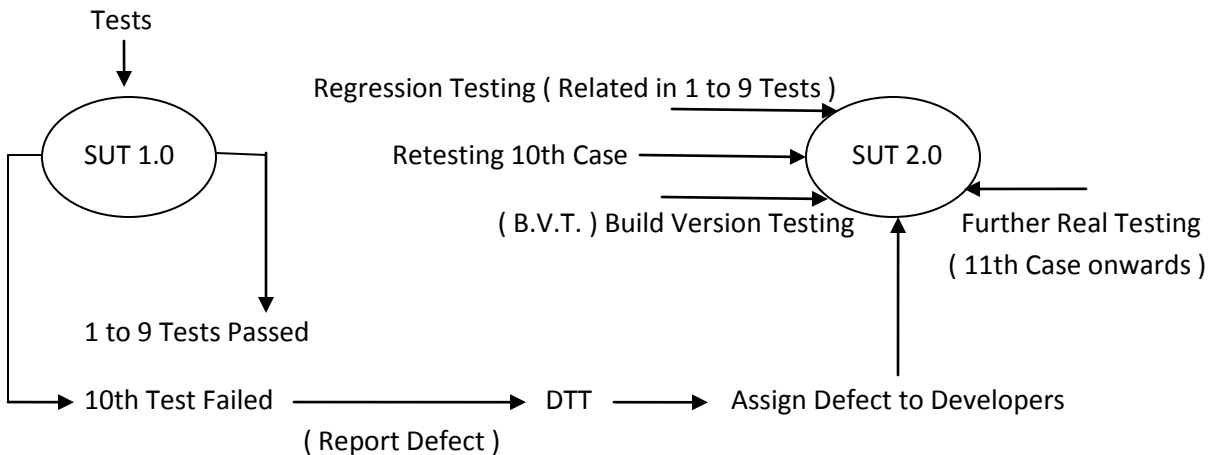 Tests
Regression Testing ( Related in 1 to 9 Tests )
SUT 1.0
Retesting 10th Case
SUT 2.0
( B.V.T. ) Build Version Testing
Further Real Testing
( 11th Case onwards )
1 to 9 Tests Passed
10th Test Failed
DTT
Assign Defect to Developers
( Report Defect )